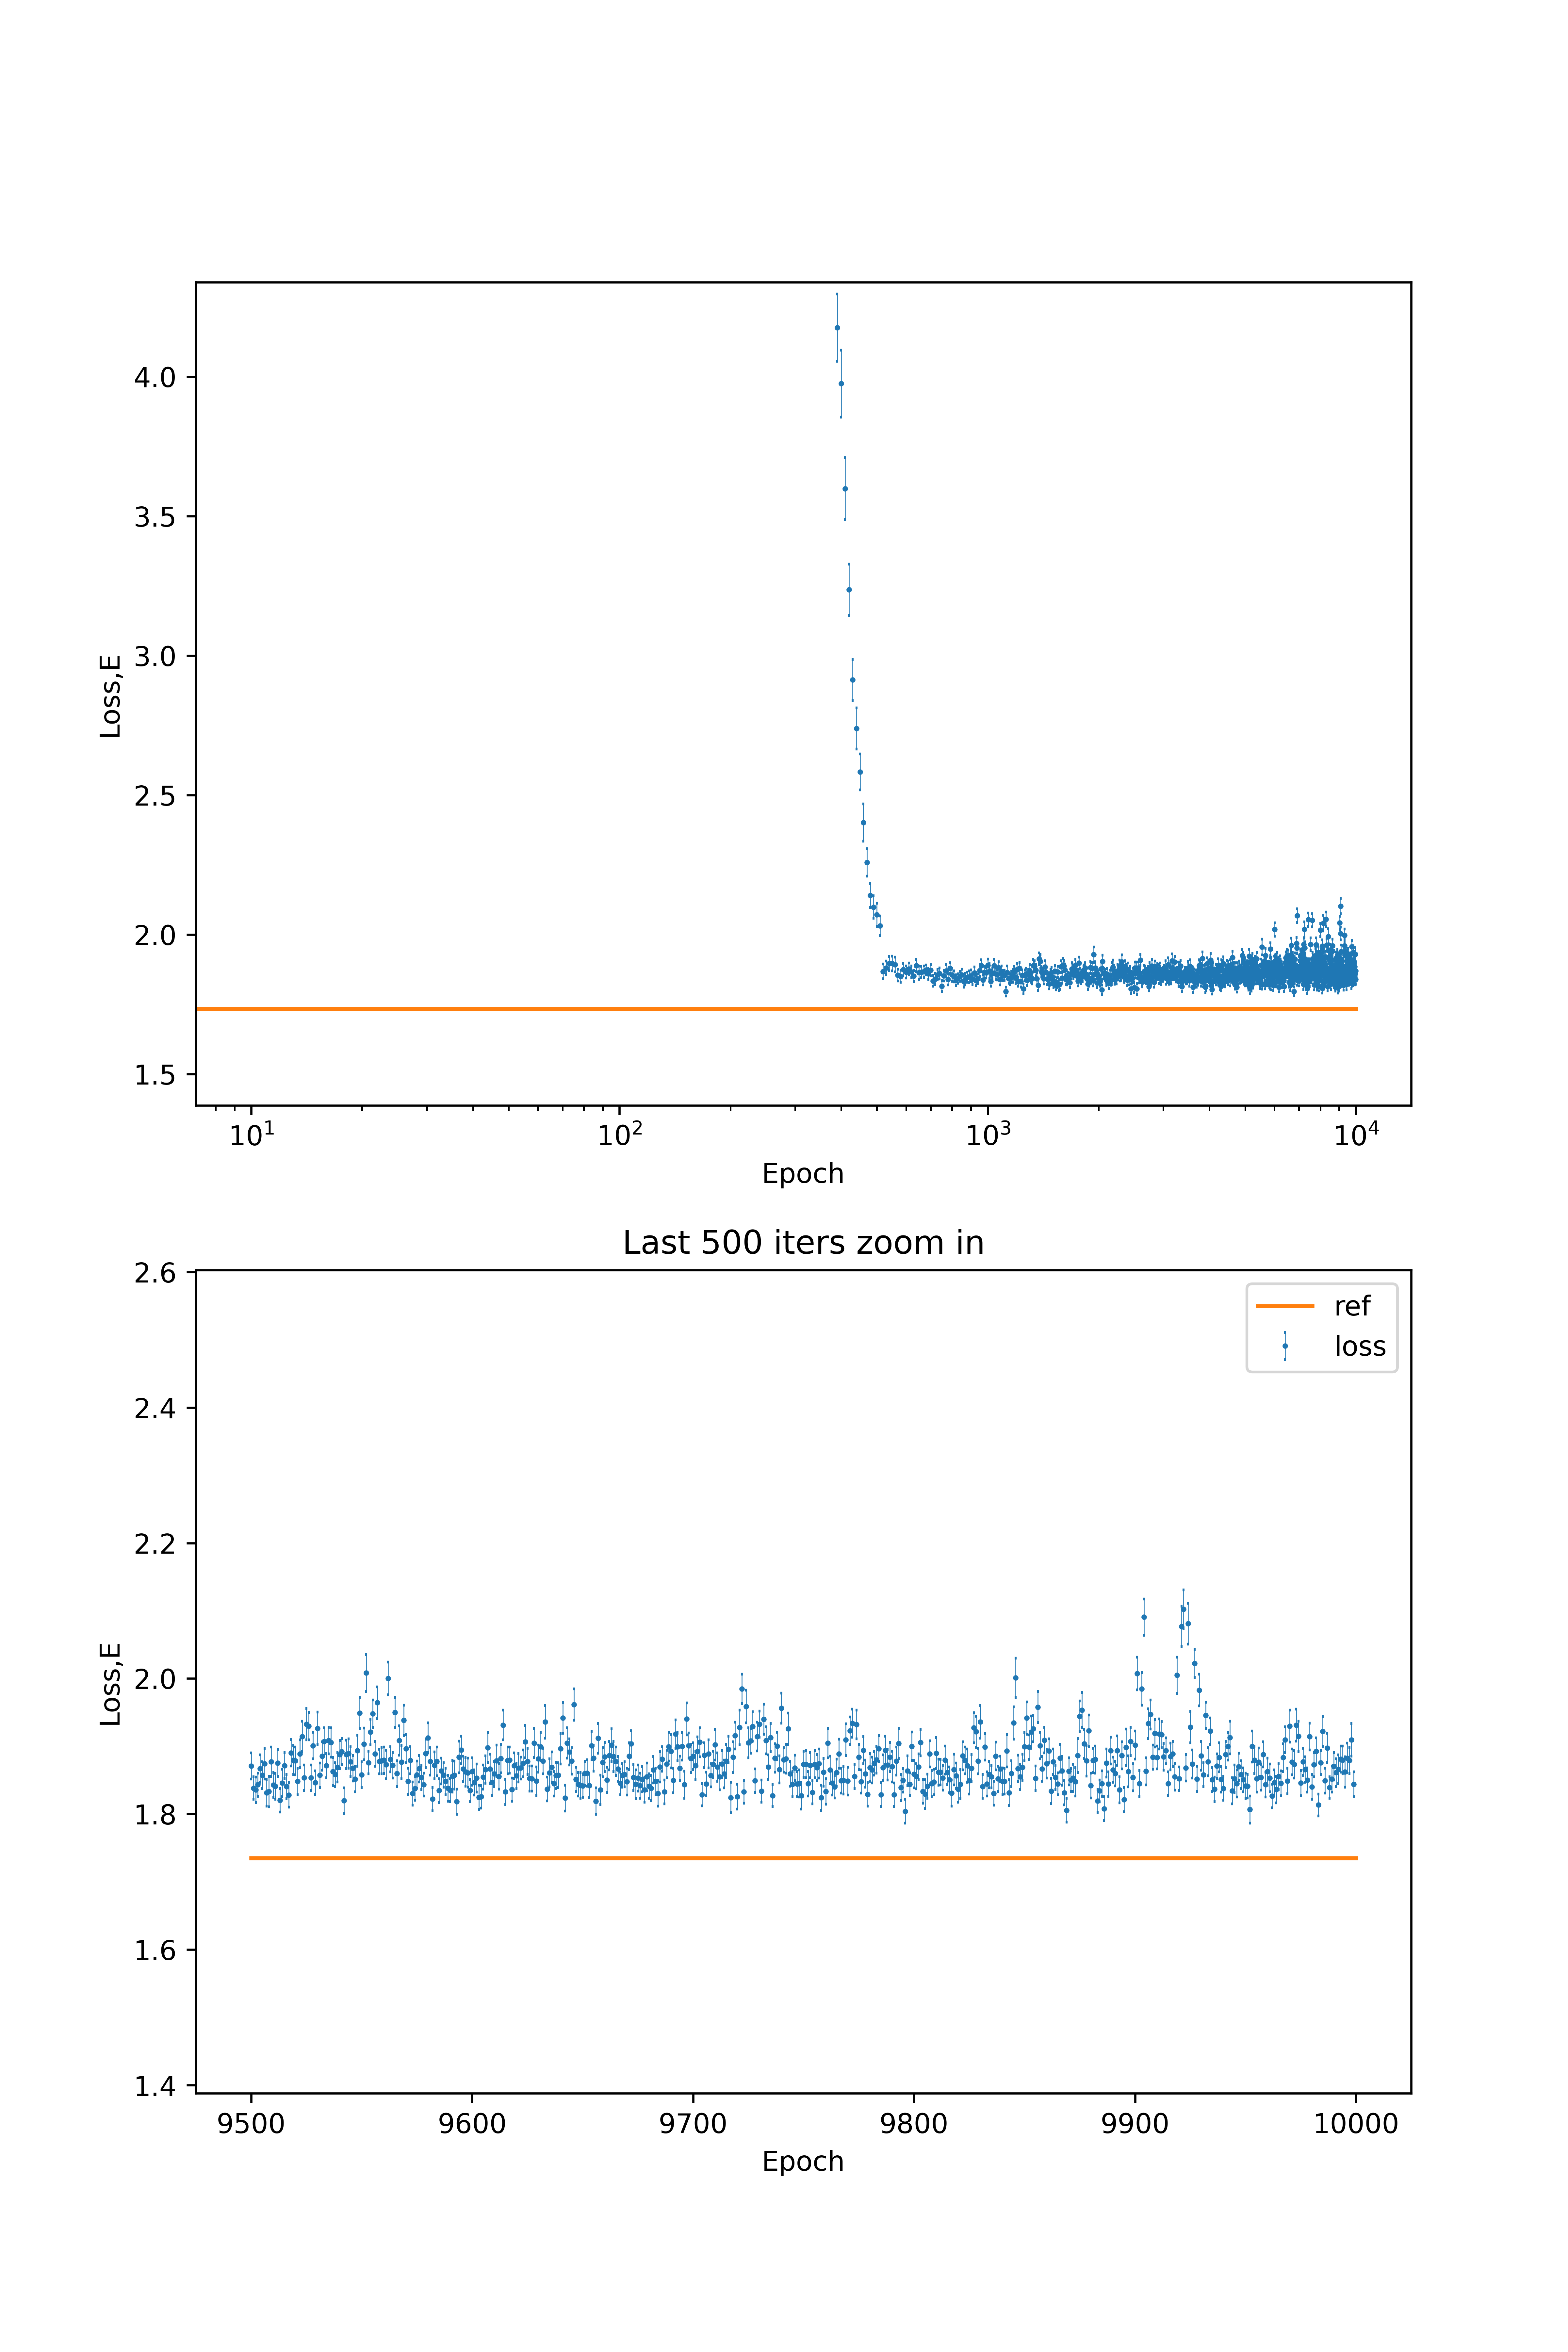 4.0
3.5
3.0
2.5
2.0
1.5
Loss,E
10¹ 10² 10³ 10⁴
Epoch
Last 500 iters zoom in
2.6
2.4
2.2
2.0
1.8
1.6
1.4
Loss,E
ref
loss
9500 9600 9700 9800 9900 10000
Epoch